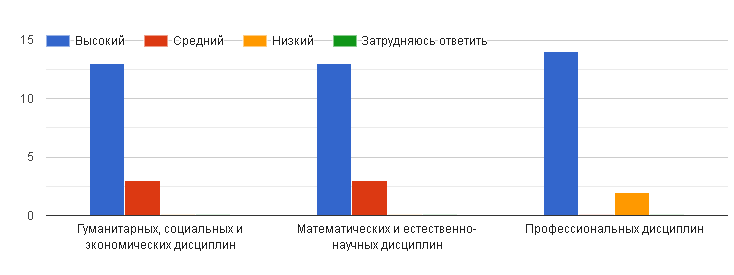 15
Высокий Средний Низкий Затрудняюсь ответить
10
5
0
Гуманитарных, социальных и
экономических дисциплин
Математических и естественно-
научных дисциплин
Профессиональных дисциплин